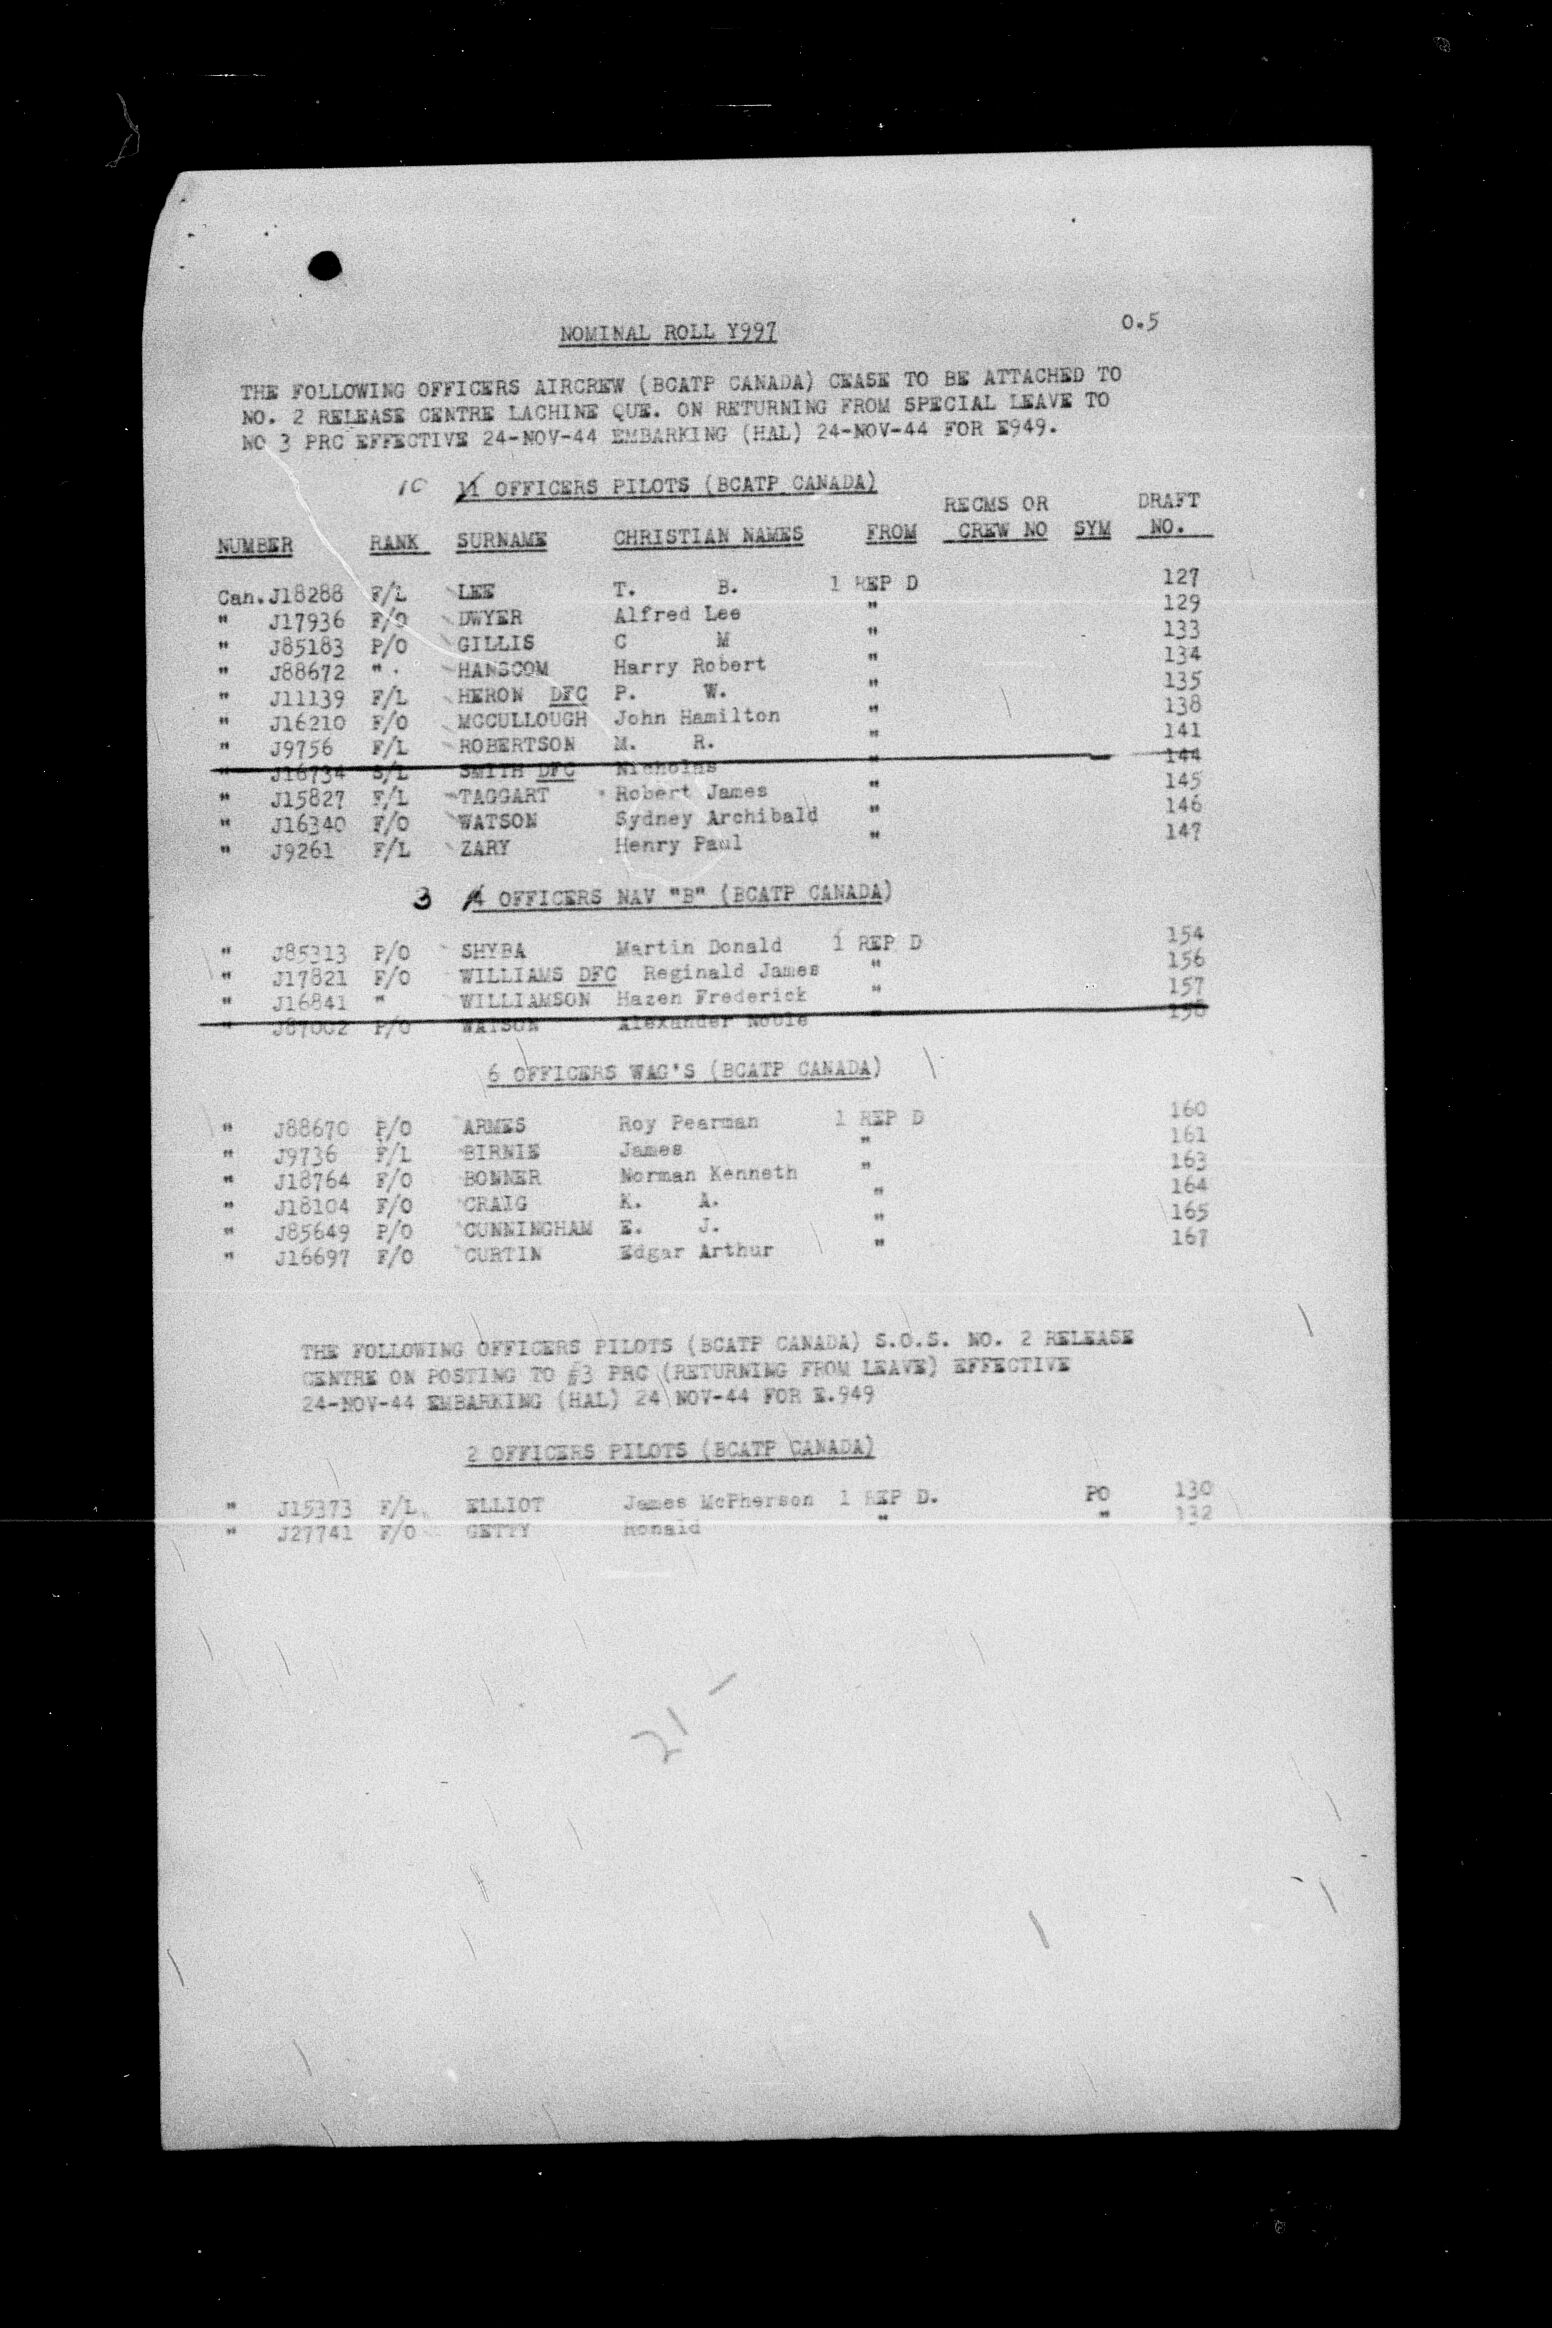 NOMINAL ROLL Y997
0.5
THE FOLLOWING OFFICERS AIRCREW (BCATP CANADA) CEASE TO BE ATTACHED TO
NO. 2 RELEASE CENTRE LACHINE QUE. ON RETURNING FROM SPECIAL LEAVE TO
NO 3 PRC EFFECTIVE 24-NOV-44 EMBARKING (HAL) 24-NOV-44 FOR E949.
10 11 OFFICERS PILOTS (BCATP CANADA)
RECMS OR DRAFT
NUMBER RANK SURNAME CHRISTIAN NAMES FROM CREW NO SYM NO.
Can. J18288 F/L LEE T. B. 1 REP D 127
" J17936 F/O DWYER Alfred Lee " 129
" J85183 P/O GILLIS C M " 133
" J88672 " . HANSCOM Harry Robert " 134
" J11139 F/L HERON DFC P. W. " 135
" J16210 F/O MCCULLOUGH John Hamilton " 138
" J9756 F/L ROBERTSON M. R. " 141
" J16734 S/L SMITH DFC Nicholas " 144
" J15827 F/L TAGGART Robert James " 145
" J16340 F/O WATSON Sydney Archibald " 146
" J9261 F/L ZARY Henry Paul " 147
3 4 OFFICERS NAV "B" (BCATP CANADA)
" J85313 P/O SHYBA Martin Donald 1 REP D 154
" J17821 F/O WILLIAMS DFC Reginald James " 156
" J16841 " WILLIAMSON Hazen Frederick " 157
" J87002 P/O WATSON Alexander Noble " 158
6 OFFICERS WAG'S (BCATP CANADA)
" J88670 P/O ARMES Roy Pearman 1 REP D 160
" J9736 F/L BIRNIE James " 161
" J18764 F/O BONNER Norman Kenneth " 163
" J18104 F/O CRAIG K. A. " 164
" J85649 P/O CUNNINGHAM E. J. " 165
" J16697 F/O CURTIN Edgar Arthur " 167
THE FOLLOWING OFFICERS PILOTS (BCATP CANADA) S.O.S. NO. 2 RELEASE
CENTRE ON POSTING TO #3 PRC (RETURNING FROM LEAVE) EFFECTIVE
24-NOV-44 EMBARKING (HAL) 24 NOV-44 FOR E.949
2 OFFICERS PILOTS (BCATP CANADA)
" J15373 F/L ELLIOT James McPherson 1 REP D. PO 130
" J27741 F/O GETTY Ronald " " 132
21 -